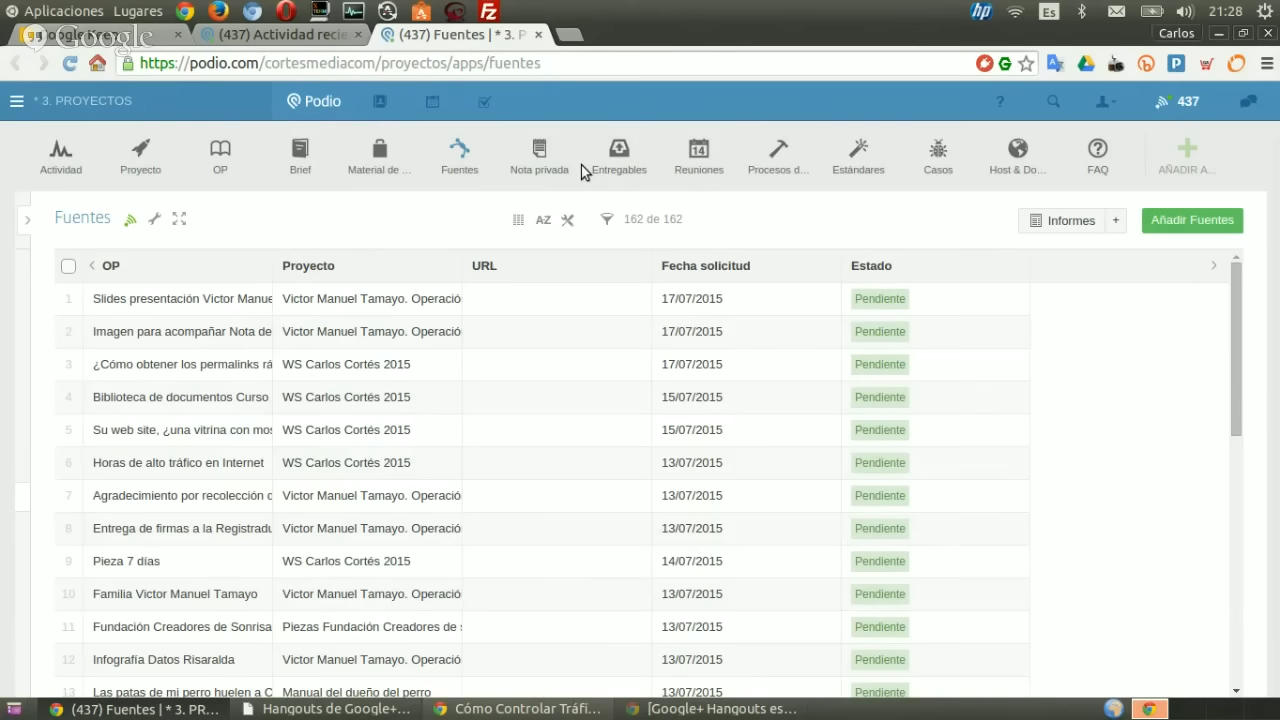 Aplicaciones Lugares
Es
21:28
Google
(437) Actividad recie
(437) Fuentes | * 3. P
Carlos
https://podio.com/cortesmediacom/proyectos/apps/fuentes
* 3. PROYECTOS
Podio
? 437
Actividad
Proyecto
OP
Brief
Material de ...
Fuentes
Nota privada
Entregables
14
Reuniones
Procesos d...
Estándares
Casos
Host & Do...
FAQ
AÑADIR A...
Fuentes
A-Z
162 de 162
Informes +
Añadir Fuentes
OP Proyecto URL Fecha solicitud Estado
1 Slides presentación Victor Manue Victor Manuel Tamayo. Operació 17/07/2015 Pendiente
2 Imagen para acompañar Nota de Victor Manuel Tamayo. Operació 17/07/2015 Pendiente
3 ¿Cómo obtener los permalinks rá WS Carlos Cortés 2015 17/07/2015 Pendiente
4 Biblioteca de documentos Curso WS Carlos Cortés 2015 15/07/2015 Pendiente
5 Su web site, ¿una vitrina con mos WS Carlos Cortés 2015 15/07/2015 Pendiente
6 Horas de alto tráfico en Internet WS Carlos Cortés 2015 13/07/2015 Pendiente
7 Agradecimiento por recolección d Victor Manuel Tamayo. Operació 13/07/2015 Pendiente
8 Entrega de firmas a la Registradu Victor Manuel Tamayo. Operació 13/07/2015 Pendiente
9 Pieza 7 días WS Carlos Cortés 2015 14/07/2015 Pendiente
10 Familia Victor Manuel Tamayo Victor Manuel Tamayo. Operació 13/07/2015 Pendiente
11 Fundación Creadores de Sonrisa Piezas Fundación Creadores de s 13/07/2015 Pendiente
12 Infografía Datos Risaralda Victor Manuel Tamayo. Operació 13/07/2015 Pendiente
13 Las patas de mi perro huelen a C Manual del dueño del perro 13/07/2015 Pendiente
(437) Fuentes | * 3. PR...
Hangouts de Google+...
Cómo Controlar Tráfi...
[Google+ Hangouts es...